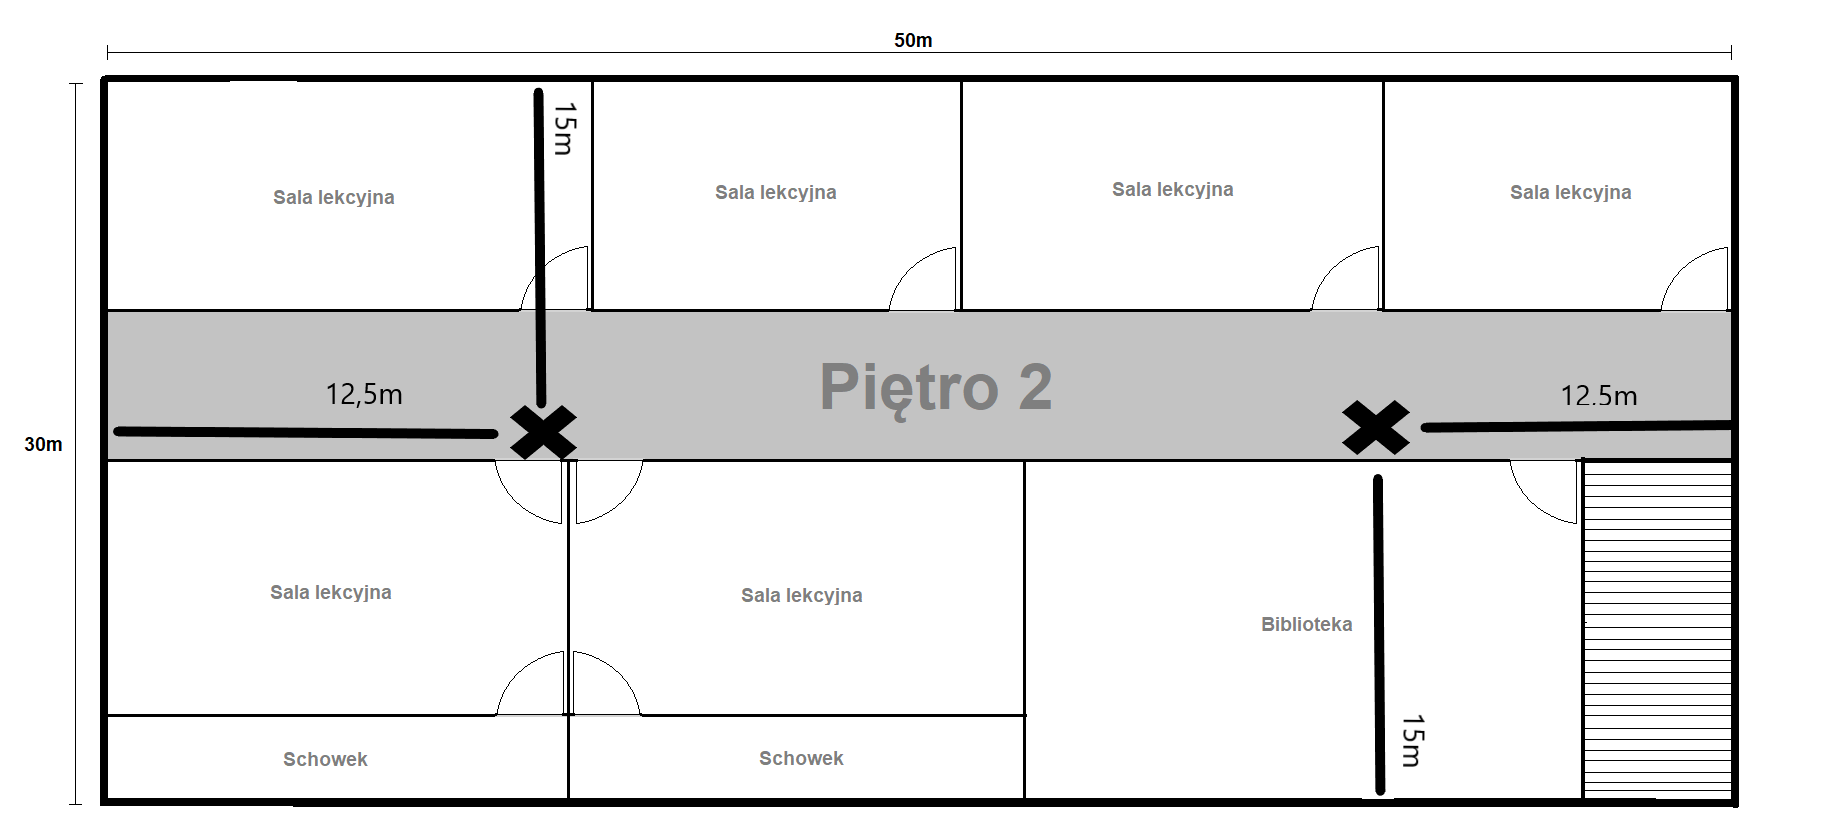 50m
15m
Sala lekcyjna
Sala lekcyjna
Sala lekcyjna
Sala lekcyjna
Piętro 2
12,5m
12.5m
30m
Sala lekcyjna
Sala lekcyjna
Biblioteka
15m
Schowek
Schowek